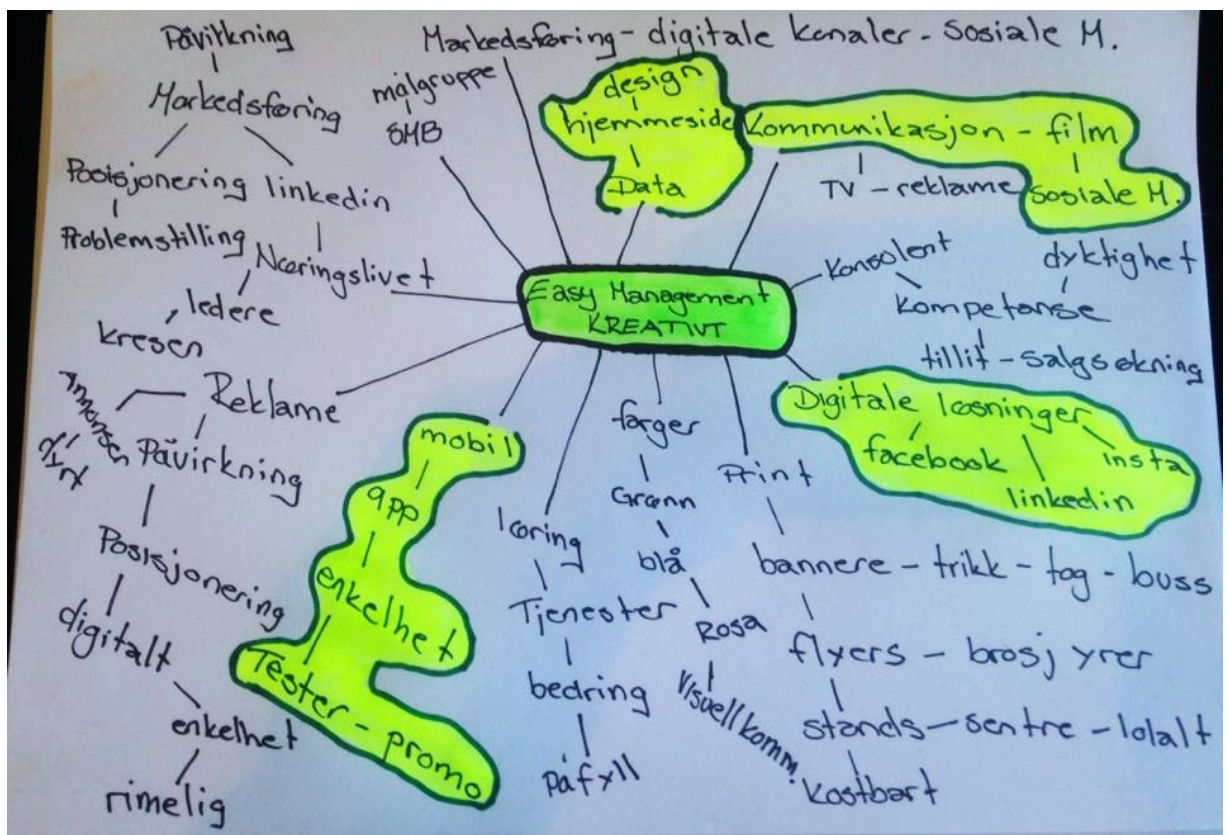 Påvirkning
Markedsføring - digitale kanaler - Sosiale M.
Markedsføring
målgruppe
SMB
design
hjemmeside
Data
Kommunikasjon - film
TV - reklame
Sosiale M.
Posisjonering
linkedin
Problemstilling
Næringslivet
ledere
kresen
Easy Management
KREATIVT
Konsolent
dyktighet
Kompetanse
tillit - salgsøkning
Reklame
Annonser
dyrt
Påvirkning
Posisjonering
digitalt
enkelhet
rimelig
mobil
app
enkelhet
Tester - promo
læring
Tjenester
bedring
Påfyll
farger
Grønn
blå
Rosa
Visuell komm.
Print
bannere - trikk - tog - buss
flyers - brosjyrer
stands - sentre - lolalt
Kostbart
Digitale løsninger
facebook
linkedin
insta